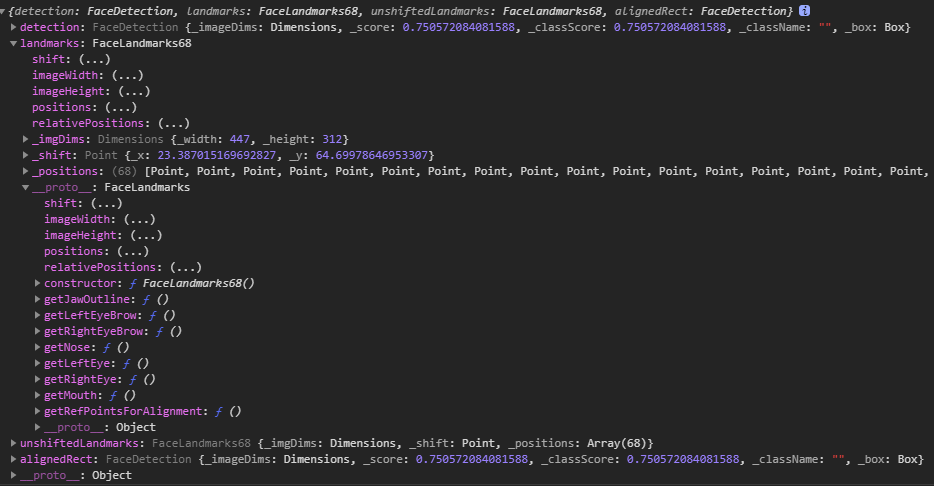 {detection: FaceDetection, landmarks: FaceLandmarks68, unshiftedLandmarks: FaceLandmarks68, alignedRect: FaceDetection} i
detection: FaceDetection {_imageDims: Dimensions, _score: 0.750572084081588, _classScore: 0.750572084081588, _className: "", _box: Box}
landmarks: FaceLandmarks68
shift: (...)
imageWidth: (...)
imageHeight: (...)
positions: (...)
relativePositions: (...)
_imgDims: Dimensions {_width: 447, _height: 312}
_shift: Point {_x: 23.387015169692827, _y: 64.69978646953307}
_positions: (68) [Point, Point, Point, Point, Point, Point, Point, Point, Point, Point, Point, Point, Point, Point, Point, Point, Point,
__proto__: FaceLandmarks
shift: (...)
imageWidth: (...)
imageHeight: (...)
positions: (...)
relativePositions: (...)
constructor: ƒ FaceLandmarks68()
getJawOutline: ƒ ()
getLeftEyeBrow: ƒ ()
getRightEyeBrow: ƒ ()
getNose: ƒ ()
getLeftEye: ƒ ()
getRightEye: ƒ ()
getMouth: ƒ ()
getRefPointsForAlignment: ƒ ()
__proto__: Object
unshiftedLandmarks: FaceLandmarks68 {_imgDims: Dimensions, _shift: Point, _positions: Array(68)}
alignedRect: FaceDetection {_imageDims: Dimensions, _score: 0.750572084081588, _classScore: 0.750572084081588, _className: "", _box: Box}
__proto__: Object